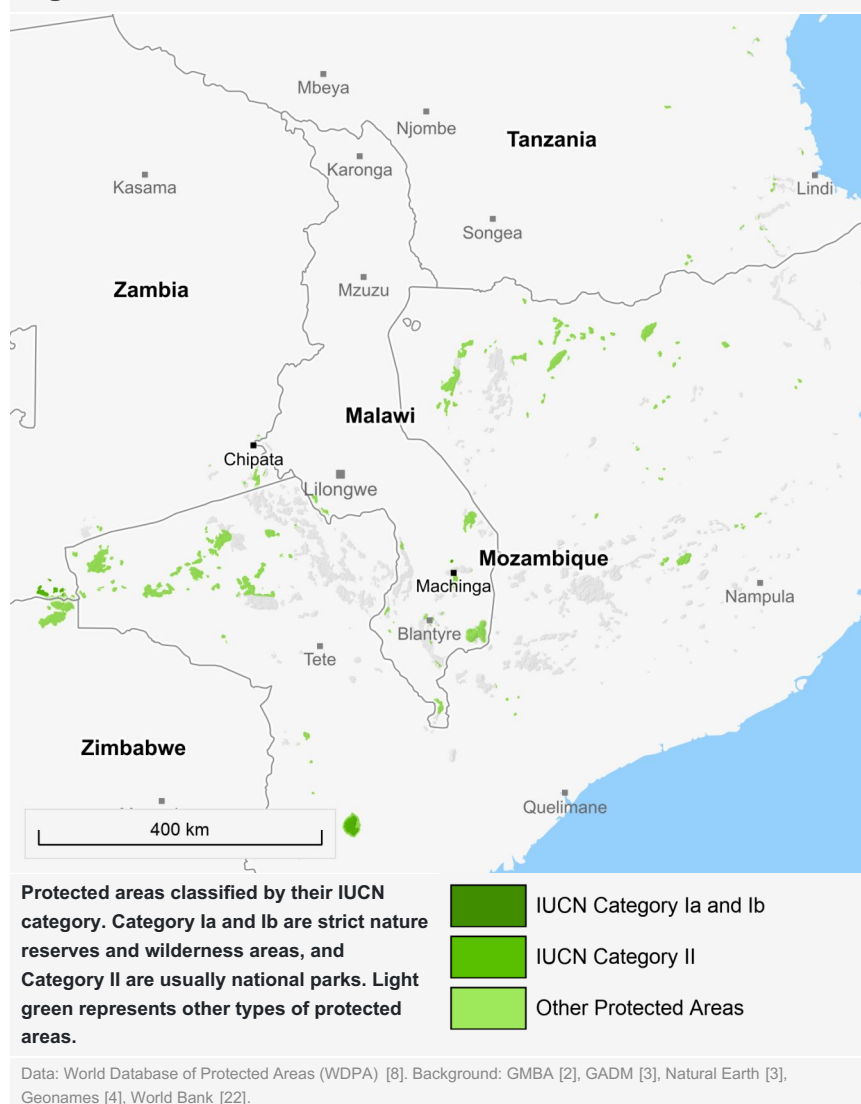 Mbeya
Njombe
Tanzania
Karonga
Kasama
Lindi
Songea
Zambia
Mzuzu
Malawi
Chipata
Lilongwe
Mozambique
Machinga
Nampula
Blantyre
Tete
Zimbabwe
Quelimane
400 km
Protected areas classified by their IUCN
category. Category Ia and Ib are strict nature
reserves and wilderness areas, and
Category II are usually national parks. Light
green represents other types of protected
areas.
IUCN Category Ia and Ib
IUCN Category II
Other Protected Areas
Data: World Database of Protected Areas (WDPA) [8]. Background: GMBA [2], GADM [3], Natural Earth [3],
Geonames [4], World Bank [22].